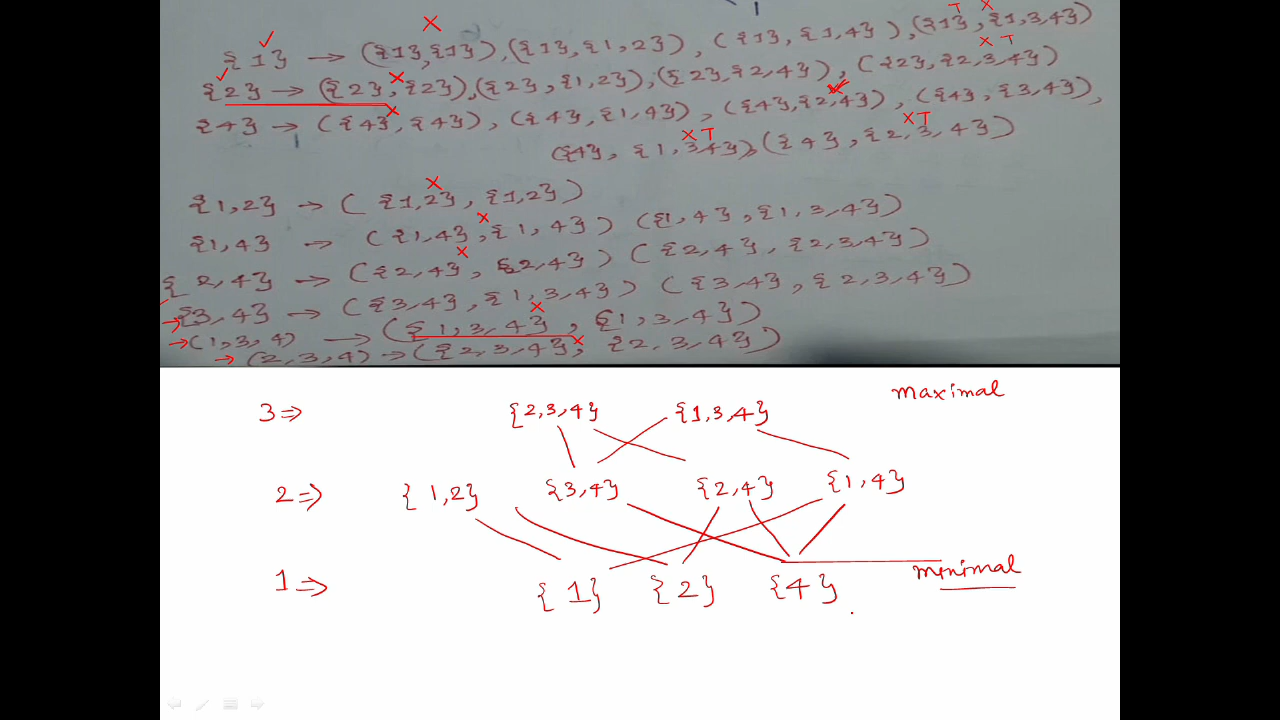 {1} → ({1},{1}), ({1},{1,2}), ({1},{1,4}), ({1},{1,3,4})
{2} → ({2},{2}), ({2},{1,2}), ({2},{2,4}), ({2},{2,3,4})
{4} → ({4},{4}), ({4},{1,4}), ({4},{2,4}), ({4},{3,4}),
({4}, {1,3,4}), ({4}, {2,3,4})
{1,2} → ({1,2}, {1,2})
{1,4} → ({1,4}, {1,4}) ({1,4}, {1,3,4})
{2,4} → ({2,4}, {2,4}) ({2,4}, {2,3,4})
{3,4} → ({3,4}, {1,3,4}) ({3,4}, {2,3,4})
(1,3,4) → ({1,3,4}, {1,3,4})
(2,3,4) → ({2,3,4}, {2,3,4})
maximal
3 ⇒ {2,3,4} {1,3,4}
2 ⇒ {1,2} {3,4} {2,4} {1,4}
1 ⇒ {1} {2} {4} minimal